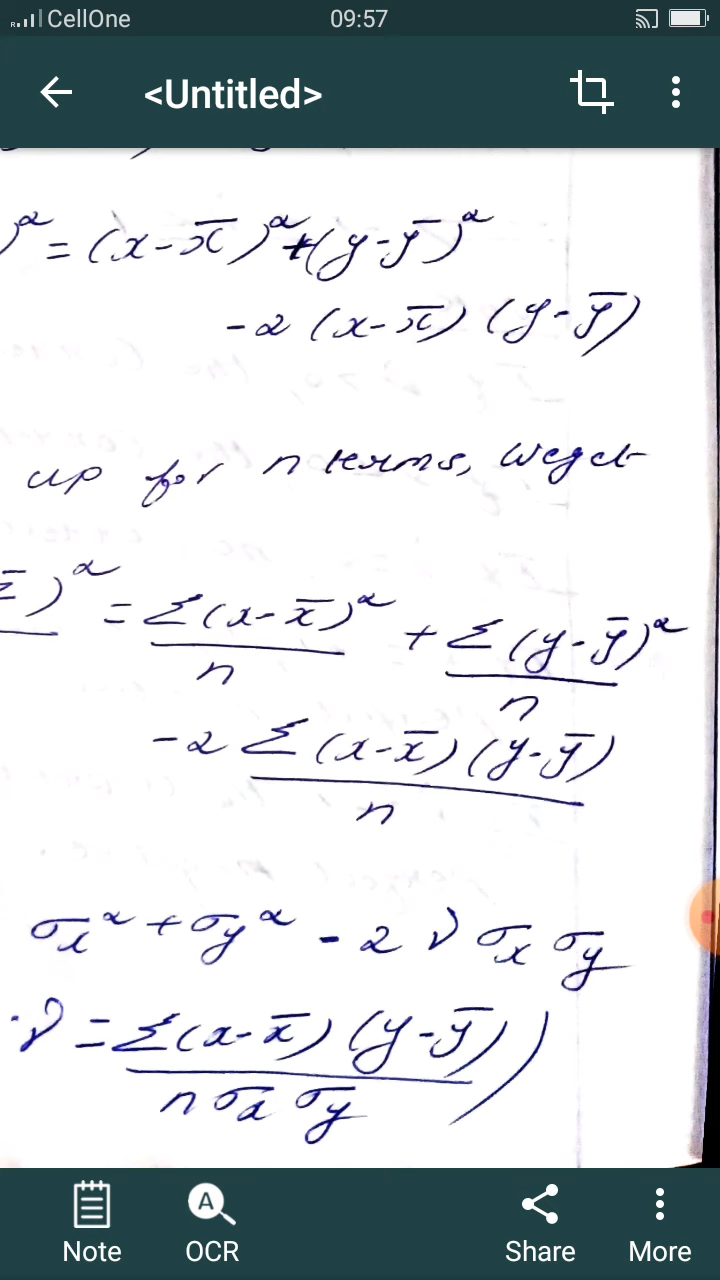 CellOne 09:57
<Untitled>
)² = (x-x̄)² + (y-ȳ)²
-2 (x-x̄) (y-ȳ)
up for n terms, we get
z̄)² = Σ(x-x̄)²/n + Σ(y-ȳ)²/n
-2 Σ(x-x̄)(y-ȳ)/n
σx² + σy² - 2 r σx σy
∴ r = Σ(x-x̄)(y-ȳ)/n σx σy)
Note OCR Share More